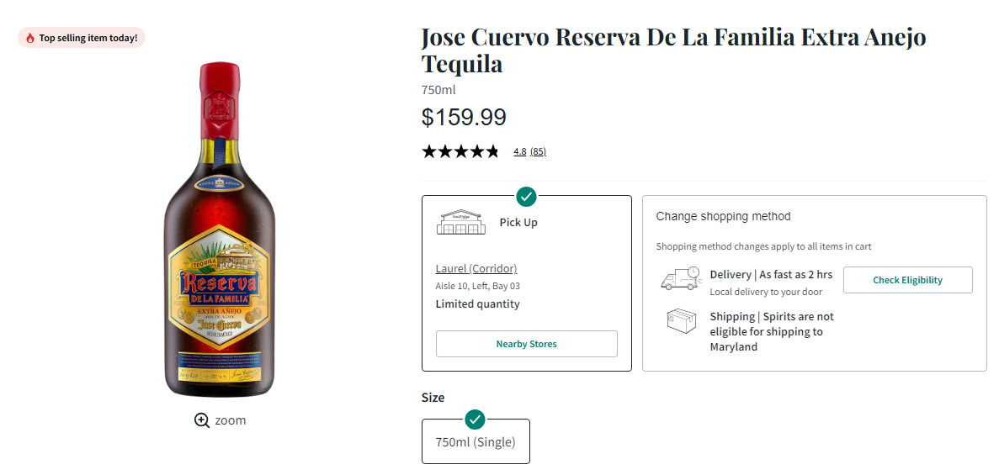 Top selling item today!
EXTRA AÑEJO
TEQUILA
Reserva
DE LA FAMILIA
EXTRA AÑEJO
Jose Cuervo
zoom
Jose Cuervo Reserva De La Familia Extra Anejo
Tequila
750ml
$159.99
4.8 (85)
Pick Up
Laurel (Corridor)
Aisle 10, Left, Bay 03
Limited quantity
Nearby Stores
Change shopping method
Shopping method changes apply to all items in cart
Delivery | As fast as 2 hrs
Local delivery to your door
Check Eligibility
Shipping | Spirits are not
eligible for shipping to
Maryland
Size
750ml (Single)